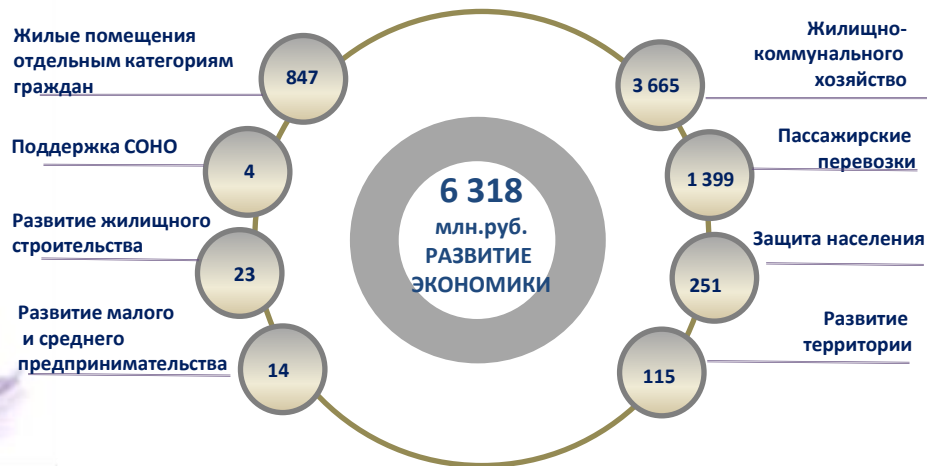 Жилые помещения
отдельным категориям
граждан
847
Поддержка СОНО
4
Развитие жилищного
строительства
23
Развитие малого
и среднего
предпринимательства
14
6 318
млн.руб.
РАЗВИТИЕ
ЭКОНОМИКИ
Жилищно-
коммунального
хозяйство
3 665
Пассажирские
перевозки
1 399
Защита населения
251
Развитие
территории
115